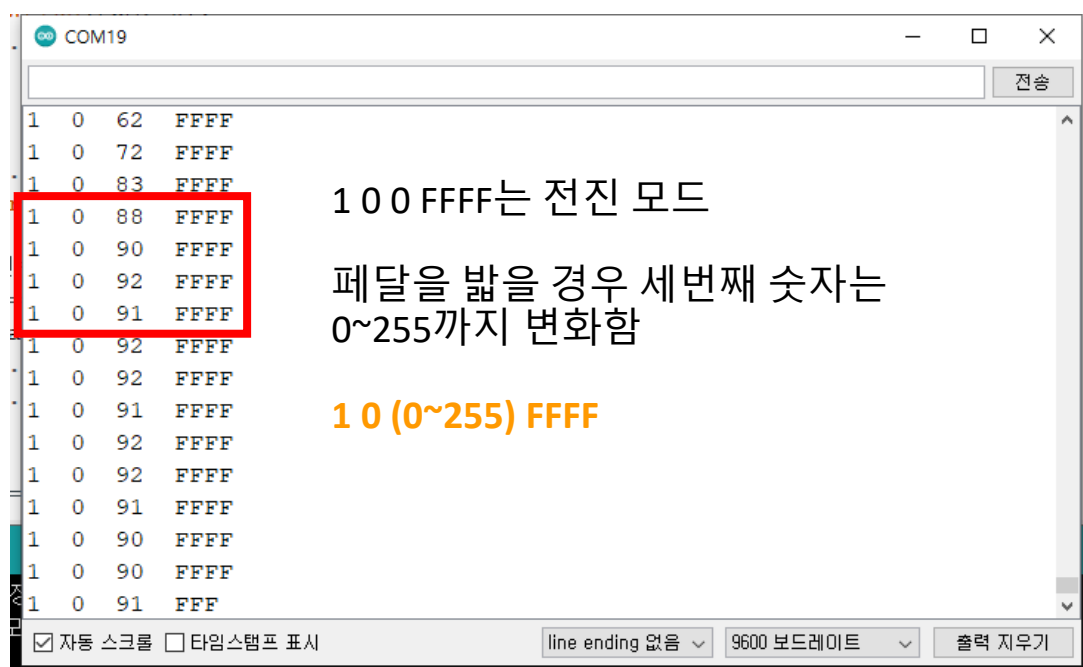 COM19
전송
1 0 62 FFFF
1 0 72 FFFF
1 0 83 FFFF
1 0 88 FFFF
1 0 90 FFFF
1 0 92 FFFF
1 0 91 FFFF
1 0 92 FFFF
1 0 92 FFFF
1 0 91 FFFF
1 0 92 FFFF
1 0 92 FFFF
1 0 91 FFFF
1 0 90 FFFF
1 0 90 FFFF
1 0 91 FFF
1 0 0 FFFF는 전진 모드
페달을 밟을 경우 세번째 숫자는
0~255까지 변화함
1 0 (0~255) FFFF
자동 스크롤 타임스탬프 표시
line ending 없음
9600 보드레이트
출력 지우기